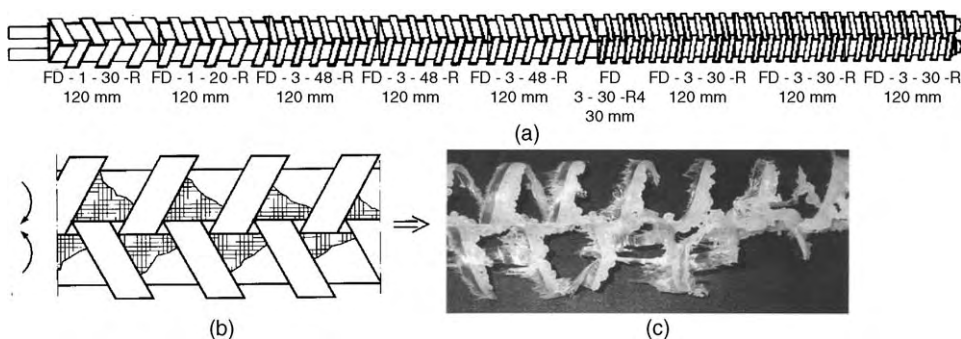 FD - 1 - 30 -R FD - 1 - 20 -R FD - 3 - 48 -R FD - 3 - 48 -R FD - 3 - 48 -R FD FD - 3 - 30 -R FD - 3 - 30 -R FD - 3 - 30 -R
120 mm 120 mm 120 mm 120 mm 120 mm 3 - 30 -R4 120 mm 120 mm 120 mm
30 mm
(a)
(b)
(c)